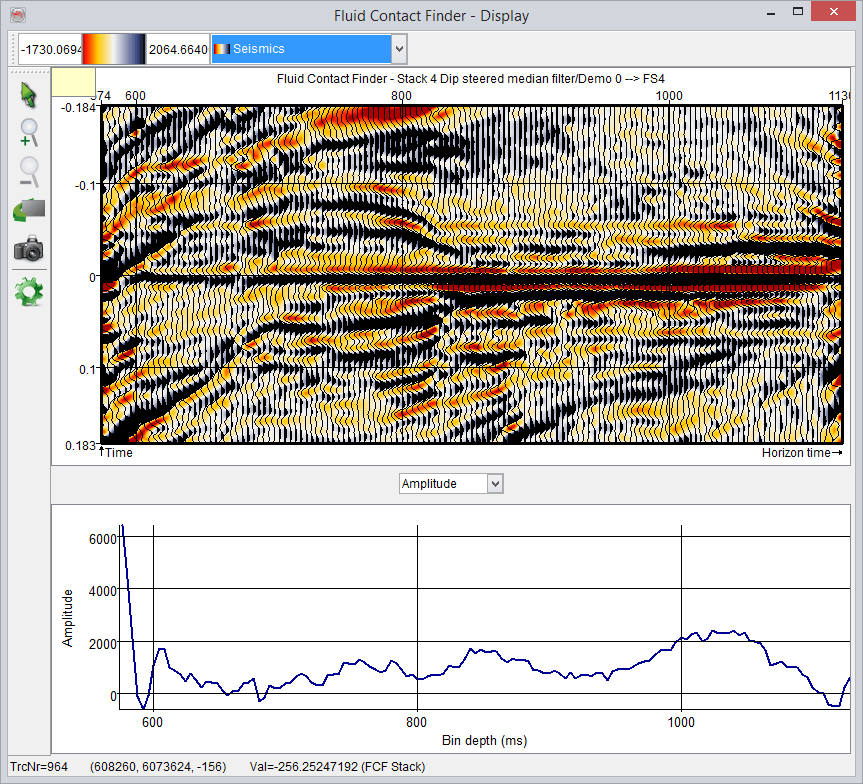 Fluid Contact Finder - Display
-1730.0694
2064.6640
Seismics
Fluid Contact Finder - Stack 4 Dip steered median filter/Demo 0 --> FS4
574 600 800 1000 1130
-0.184
-0.1
0
0.1
0.183
Time
Horizon time
Amplitude
6000
4000
2000
0
Amplitude
600 800 1000
Bin depth (ms)
TrcNr=964 (608260, 6073624, -156) Val=-256.25247192 (FCF Stack)